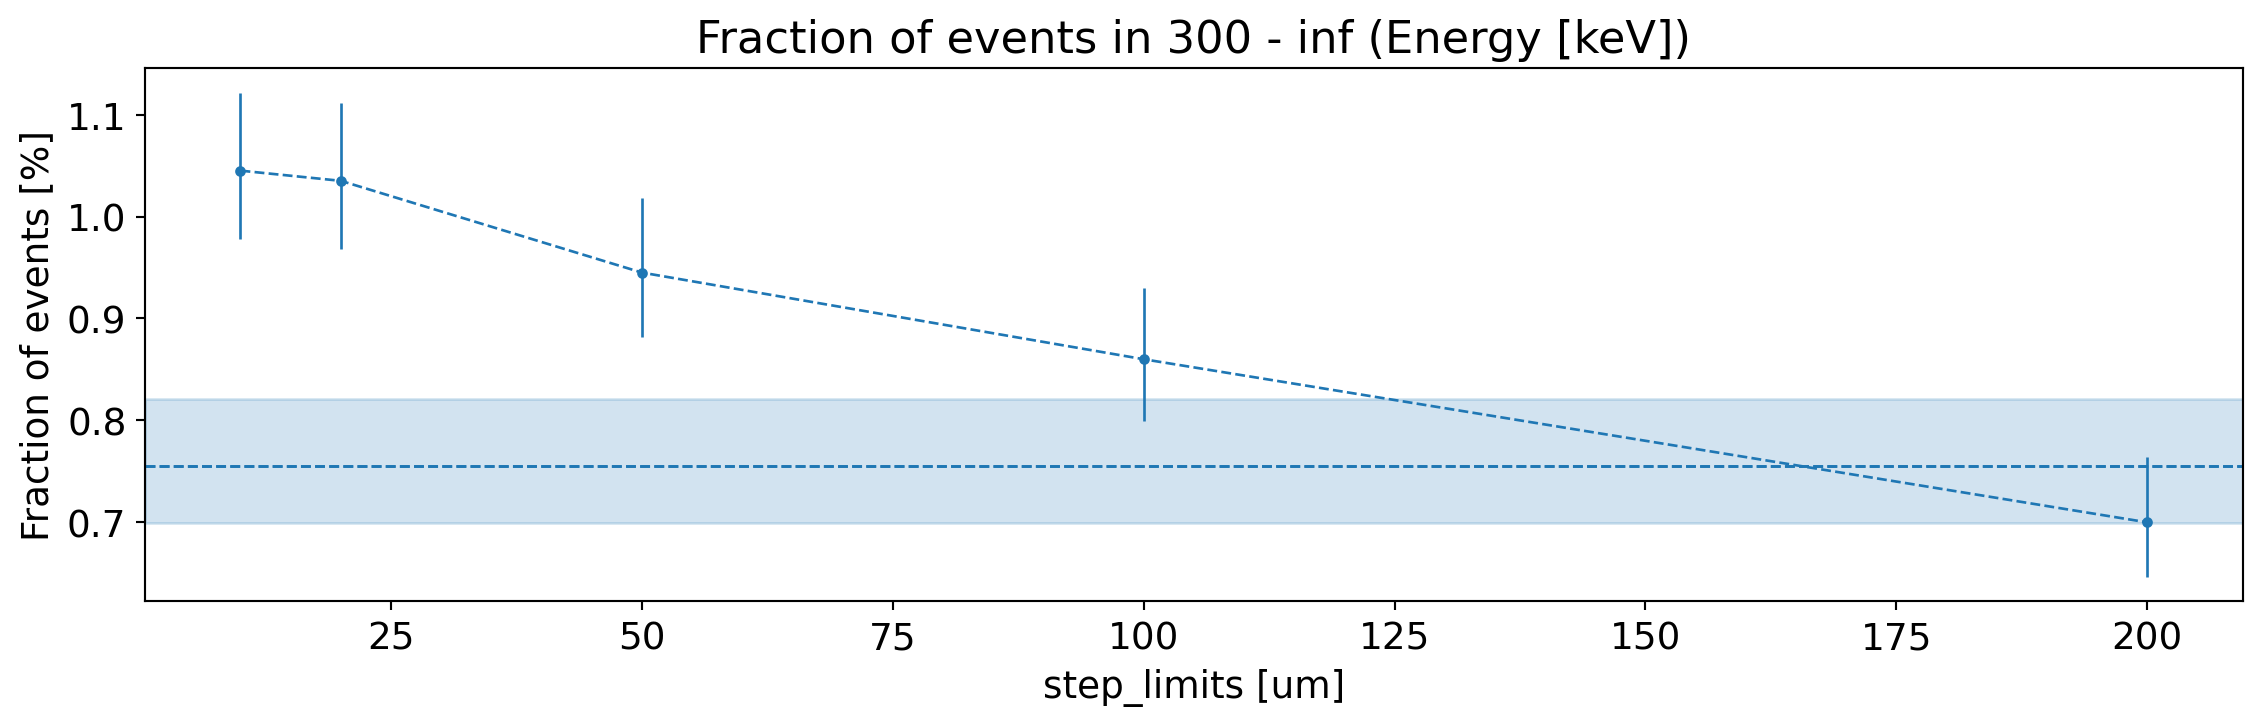 Fraction of events in 300 - inf (Energy [keV])
Fraction of events [%]
1.1
1.0
0.9
0.8
0.7
25 50 75 100 125 150 175 200
step_limits [um]